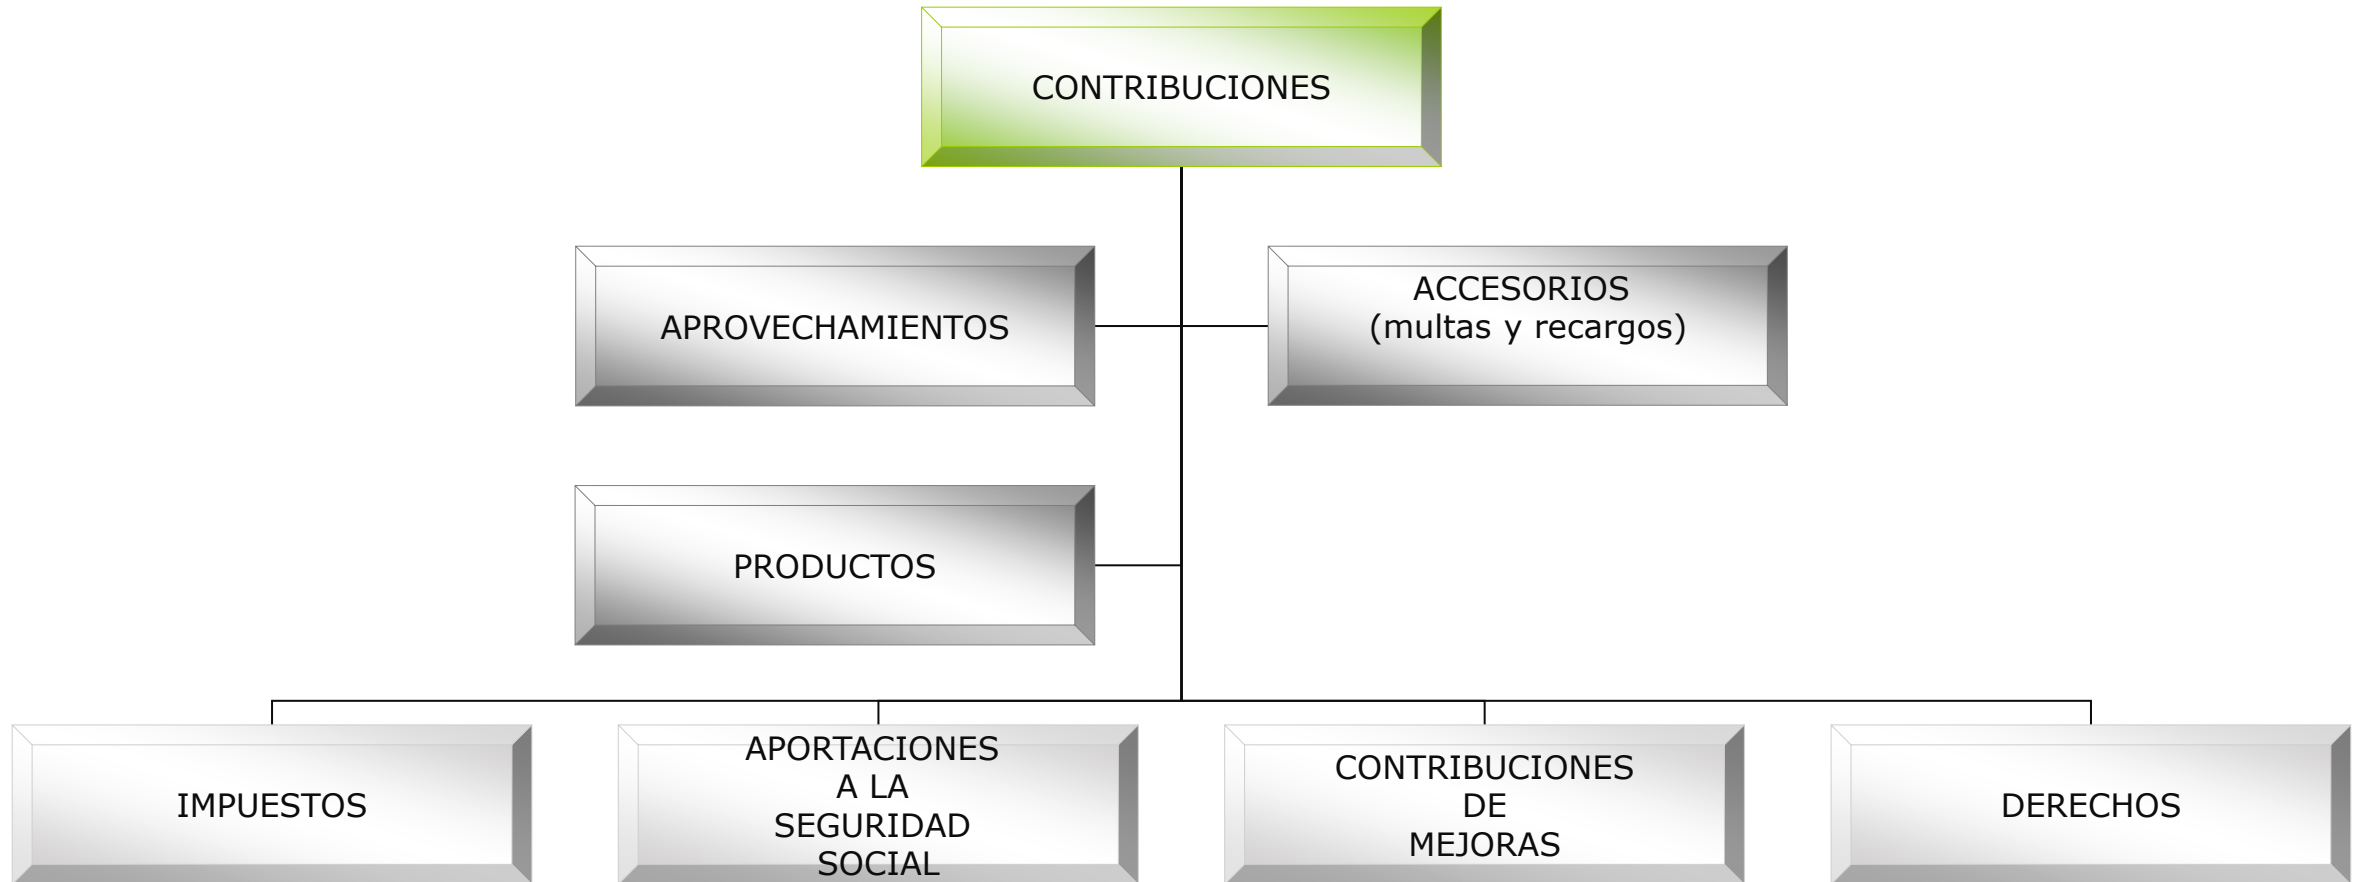 CONTRIBUCIONES
APROVECHAMIENTOS
ACCESORIOS
(multas y recargos)
PRODUCTOS
IMPUESTOS
APORTACIONES
A LA
SEGURIDAD
SOCIAL
CONTRIBUCIONES
DE
MEJORAS
DERECHOS